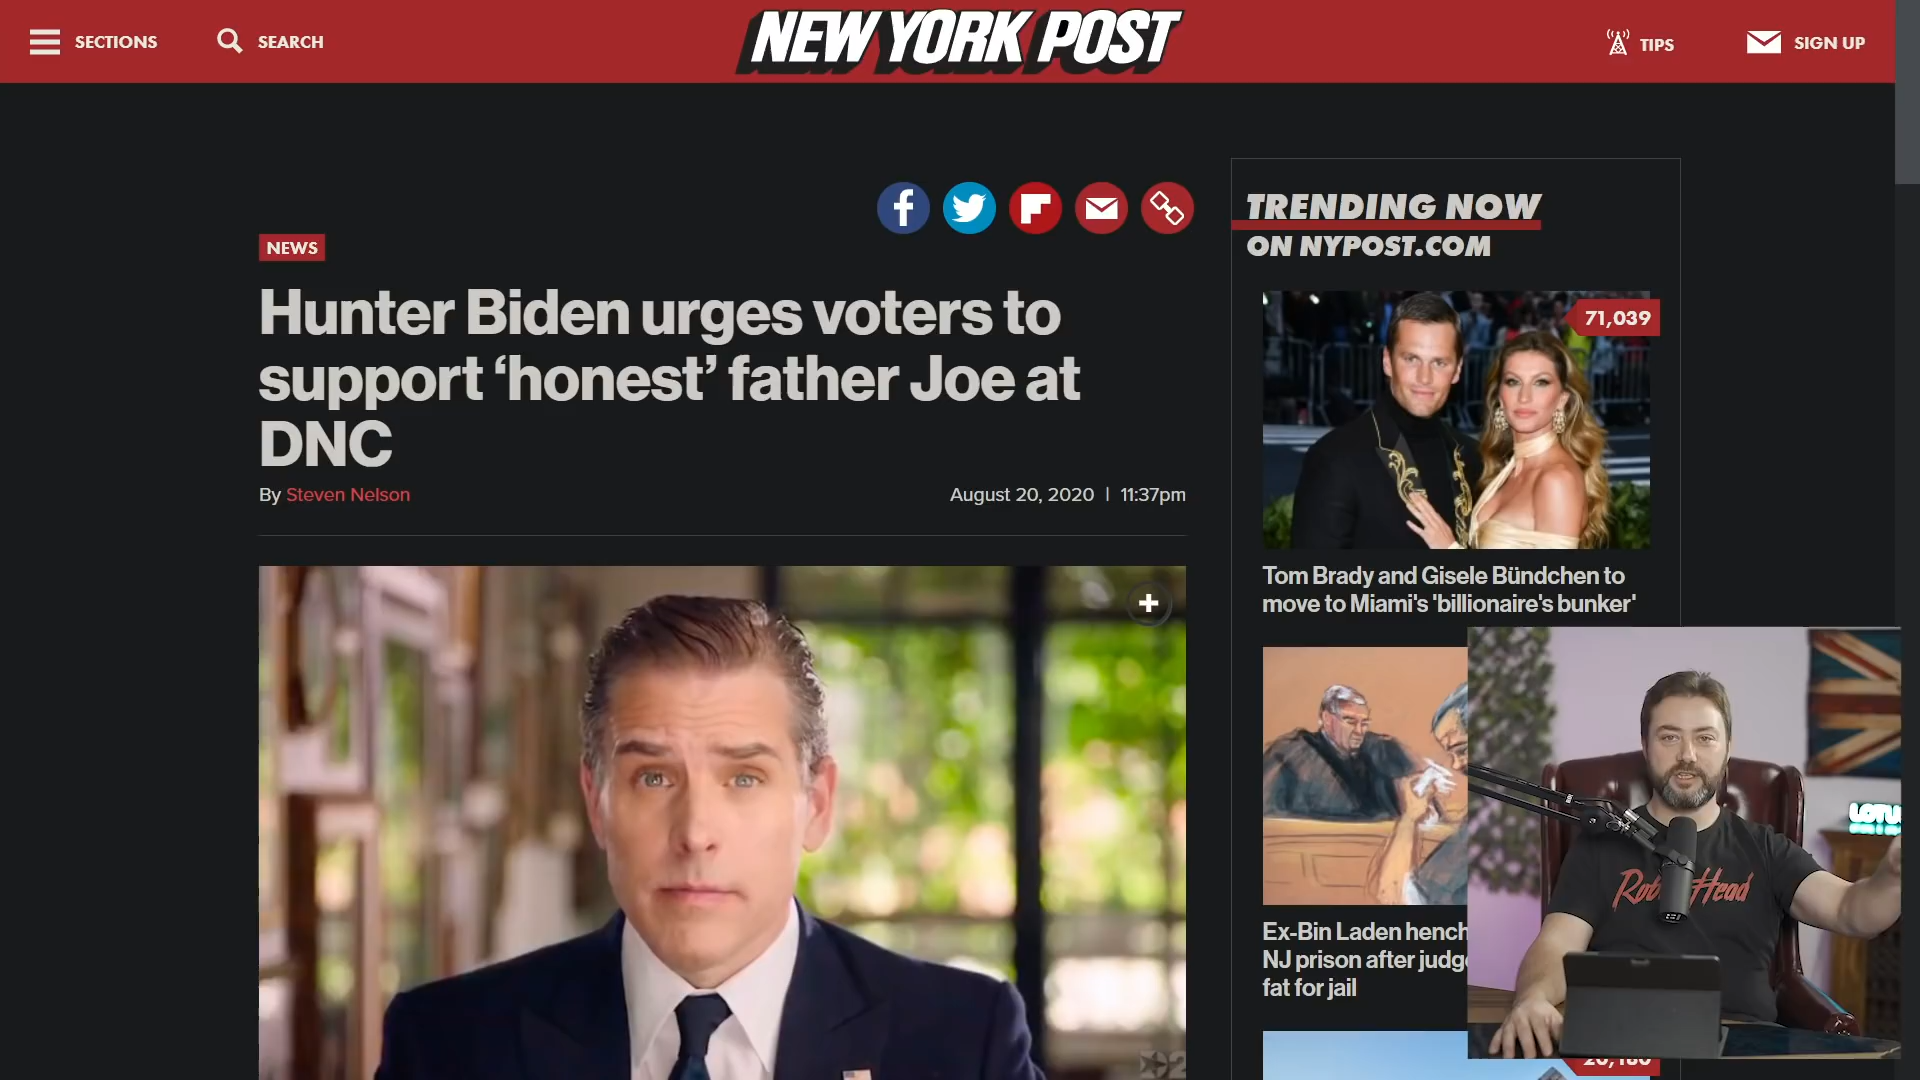 SECTIONS
SEARCH
NEW YORK POST
TIPS
SIGN UP
NEWS
Hunter Biden urges voters to
support ‘honest’ father Joe at
DNC
By Steven Nelson
August 20, 2020 | 11:37pm
TRENDING NOW
ON NYPOST.COM
71,039
Tom Brady and Gisele Bündchen to
move to Miami's 'billionaire's bunker'
Ex-Bin Laden hench
NJ prison after judg
fat for jail